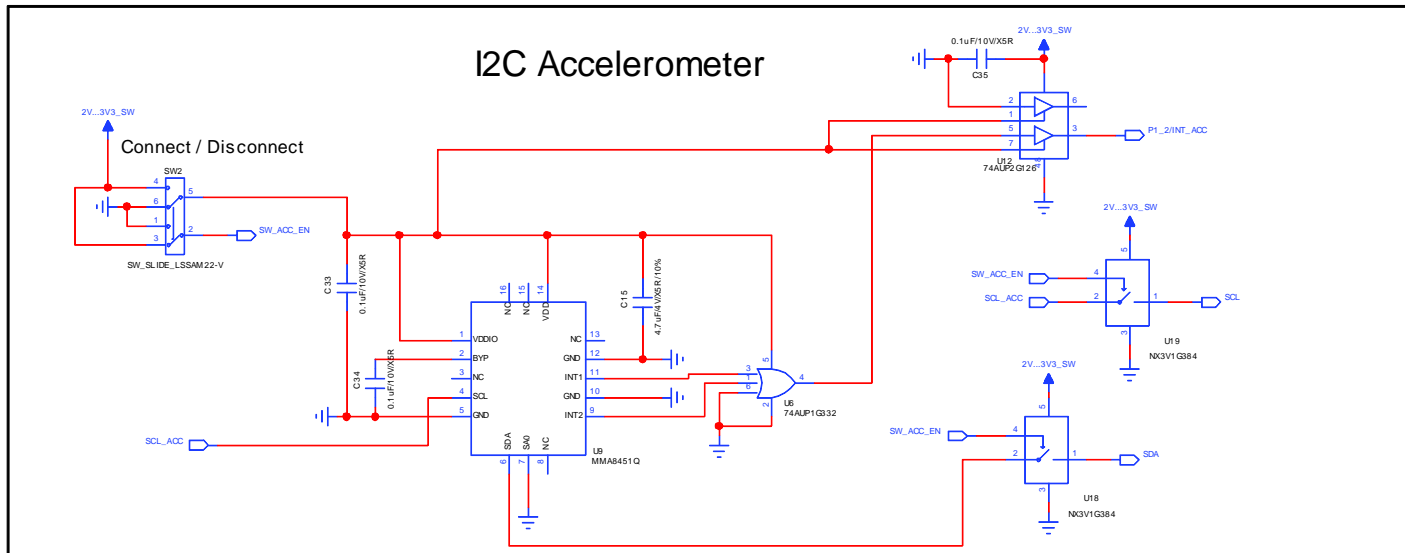 I2C Accelerometer
0.1uF/10V/X5R
C35
2V...3V3_SW
2
1
5
7
6
3
P1_2/INT_ACC
U12
74AUP2G126
2V...3V3_SW
Connect / Disconnect
SW2
4
6
1
3
5
2
SW_ACC_EN
SW_SLIDE_LSSAM22-V
C33
0.1uF/10V/X5R
C34
0.1uF/10V/X5R
C15
4.7uF/4V/X5R/10%
16
15
14
NC
NC
VDD
1
VDDIO
2
BYP
3
NC
4
SCL
5
GND
NC
13
GND
12
INT1
11
GND
10
INT2
9
SDA
SA0
NC
6
7
8
U9
MMA8451Q
SCL_ACC
3
1
6
5
4
2
U6
74AUP1G332
2V...3V3_SW
5
SW_ACC_EN
4
SCL_ACC
2
1
SCL
3
U19
NX3V1G384
2V...3V3_SW
5
SW_ACC_EN
4
2
1
SDA
3
U18
NX3V1G384